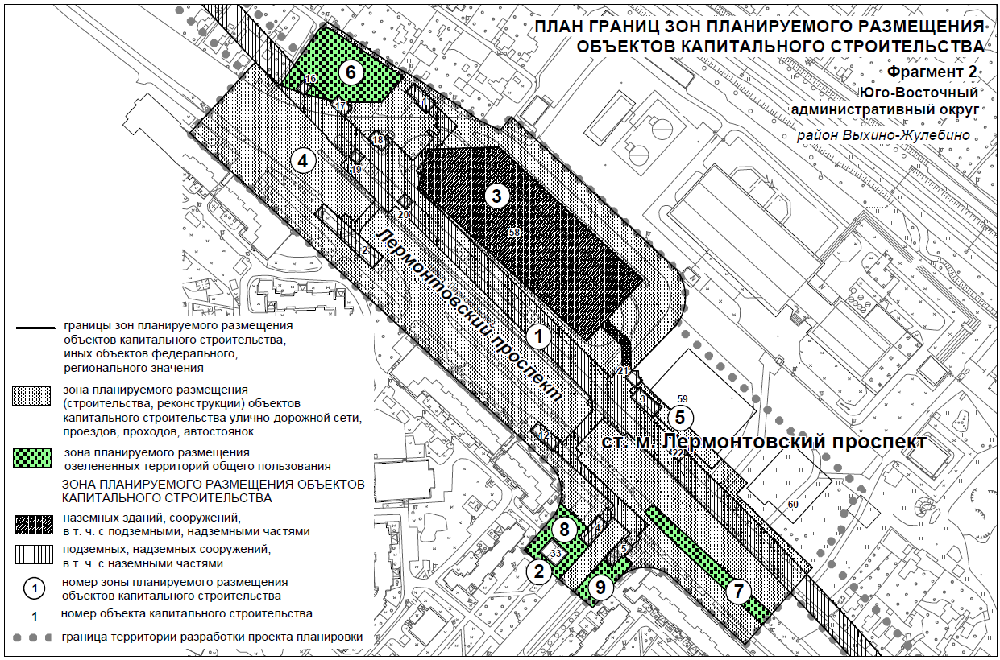 ПЛАН ГРАНИЦ ЗОН ПЛАНИРУЕМОГО РАЗМЕЩЕНИЯ
ОБЪЕКТОВ КАПИТАЛЬНОГО СТРОИТЕЛЬСТВА
Фрагмент 2
Юго-Восточный
административный округ
район Выхино-Жулебино
6
16
17
1
18
4
19
3
20
58
2
Лермонтовский проспект
1
21
3
59
5
12
ст. м. Лермонтовский проспект
22
60
8
4
33
5
2
9
7
границы зон планируемого размещения
объектов капитального строительства,
иных объектов федерального,
регионального значения
зона планируемого размещения
(строительства, реконструкции) объектов
капитального строительства улично-дорожной сети,
проездов, проходов, автостоянок
зона планируемого размещения
озелененных территорий общего пользования
ЗОНА ПЛАНИРУЕМОГО РАЗМЕЩЕНИЯ ОБЪЕКТОВ
КАПИТАЛЬНОГО СТРОИТЕЛЬСТВА
наземных зданий, сооружений,
в т. ч. с подземными, надземными частями
подземных, надземных сооружений,
в т. ч. с наземными частями
1
номер зоны планируемого размещения
объектов капитального строительства
1
номер объекта капитального строительства
граница территории разработки проекта планировки